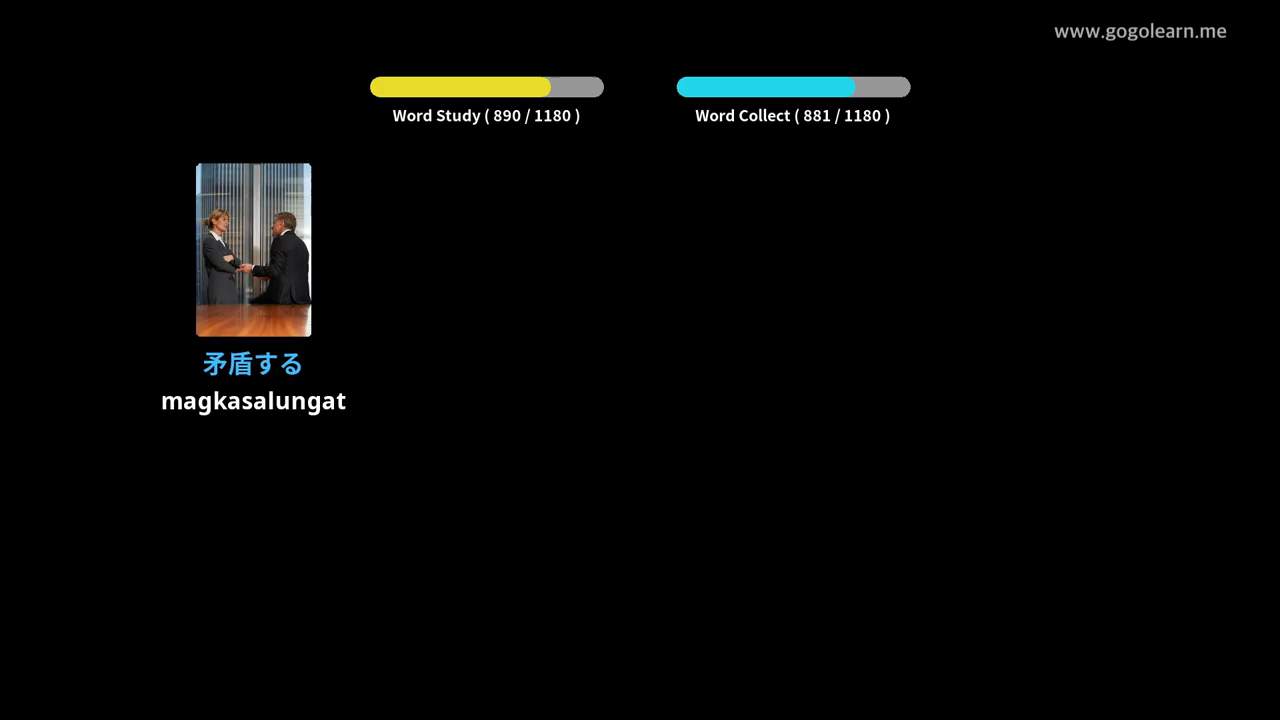 www.gogolearn.me
Word Study ( 890 / 1180 )
Word Collect ( 881 / 1180 )
矛盾する
magkasalungat